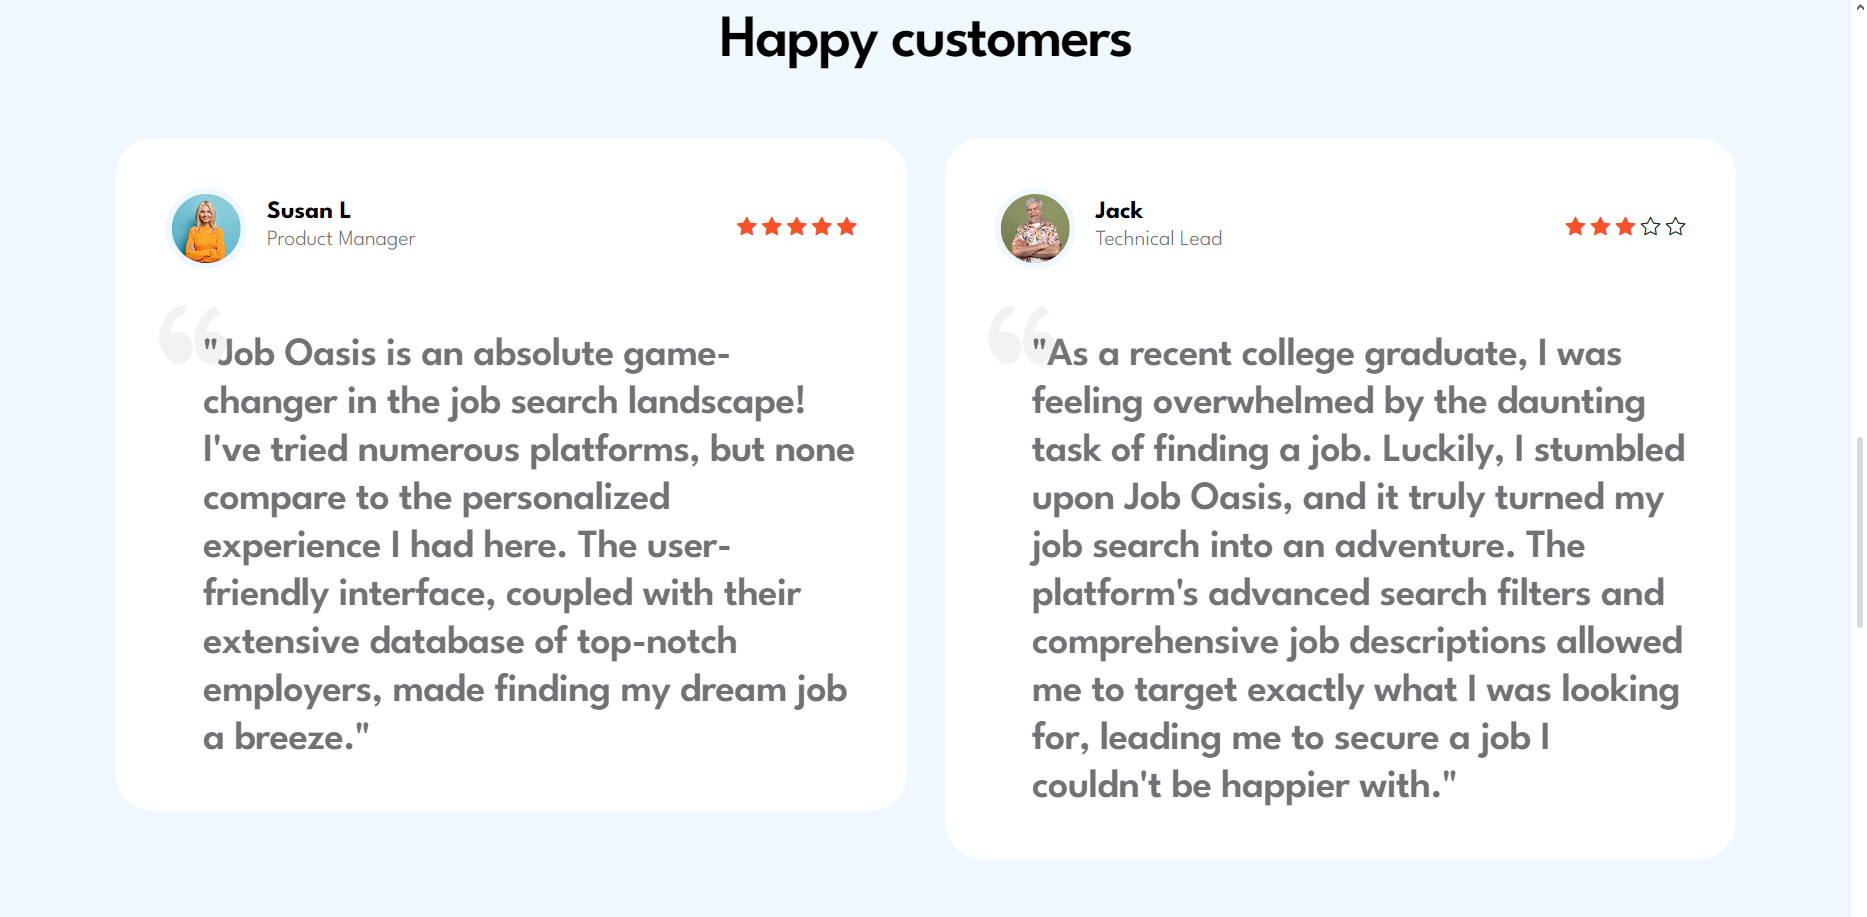 Happy customers
Susan L
Product Manager
"Job Oasis is an absolute game-
changer in the job search landscape!
I've tried numerous platforms, but none
compare to the personalized
experience I had here. The user-
friendly interface, coupled with their
extensive database of top-notch
employers, made finding my dream job
a breeze."
Jack
Technical Lead
"As a recent college graduate, I was
feeling overwhelmed by the daunting
task of finding a job. Luckily, I stumbled
upon Job Oasis, and it truly turned my
job search into an adventure. The
platform's advanced search filters and
comprehensive job descriptions allowed
me to target exactly what I was looking
for, leading me to secure a job I
couldn't be happier with."